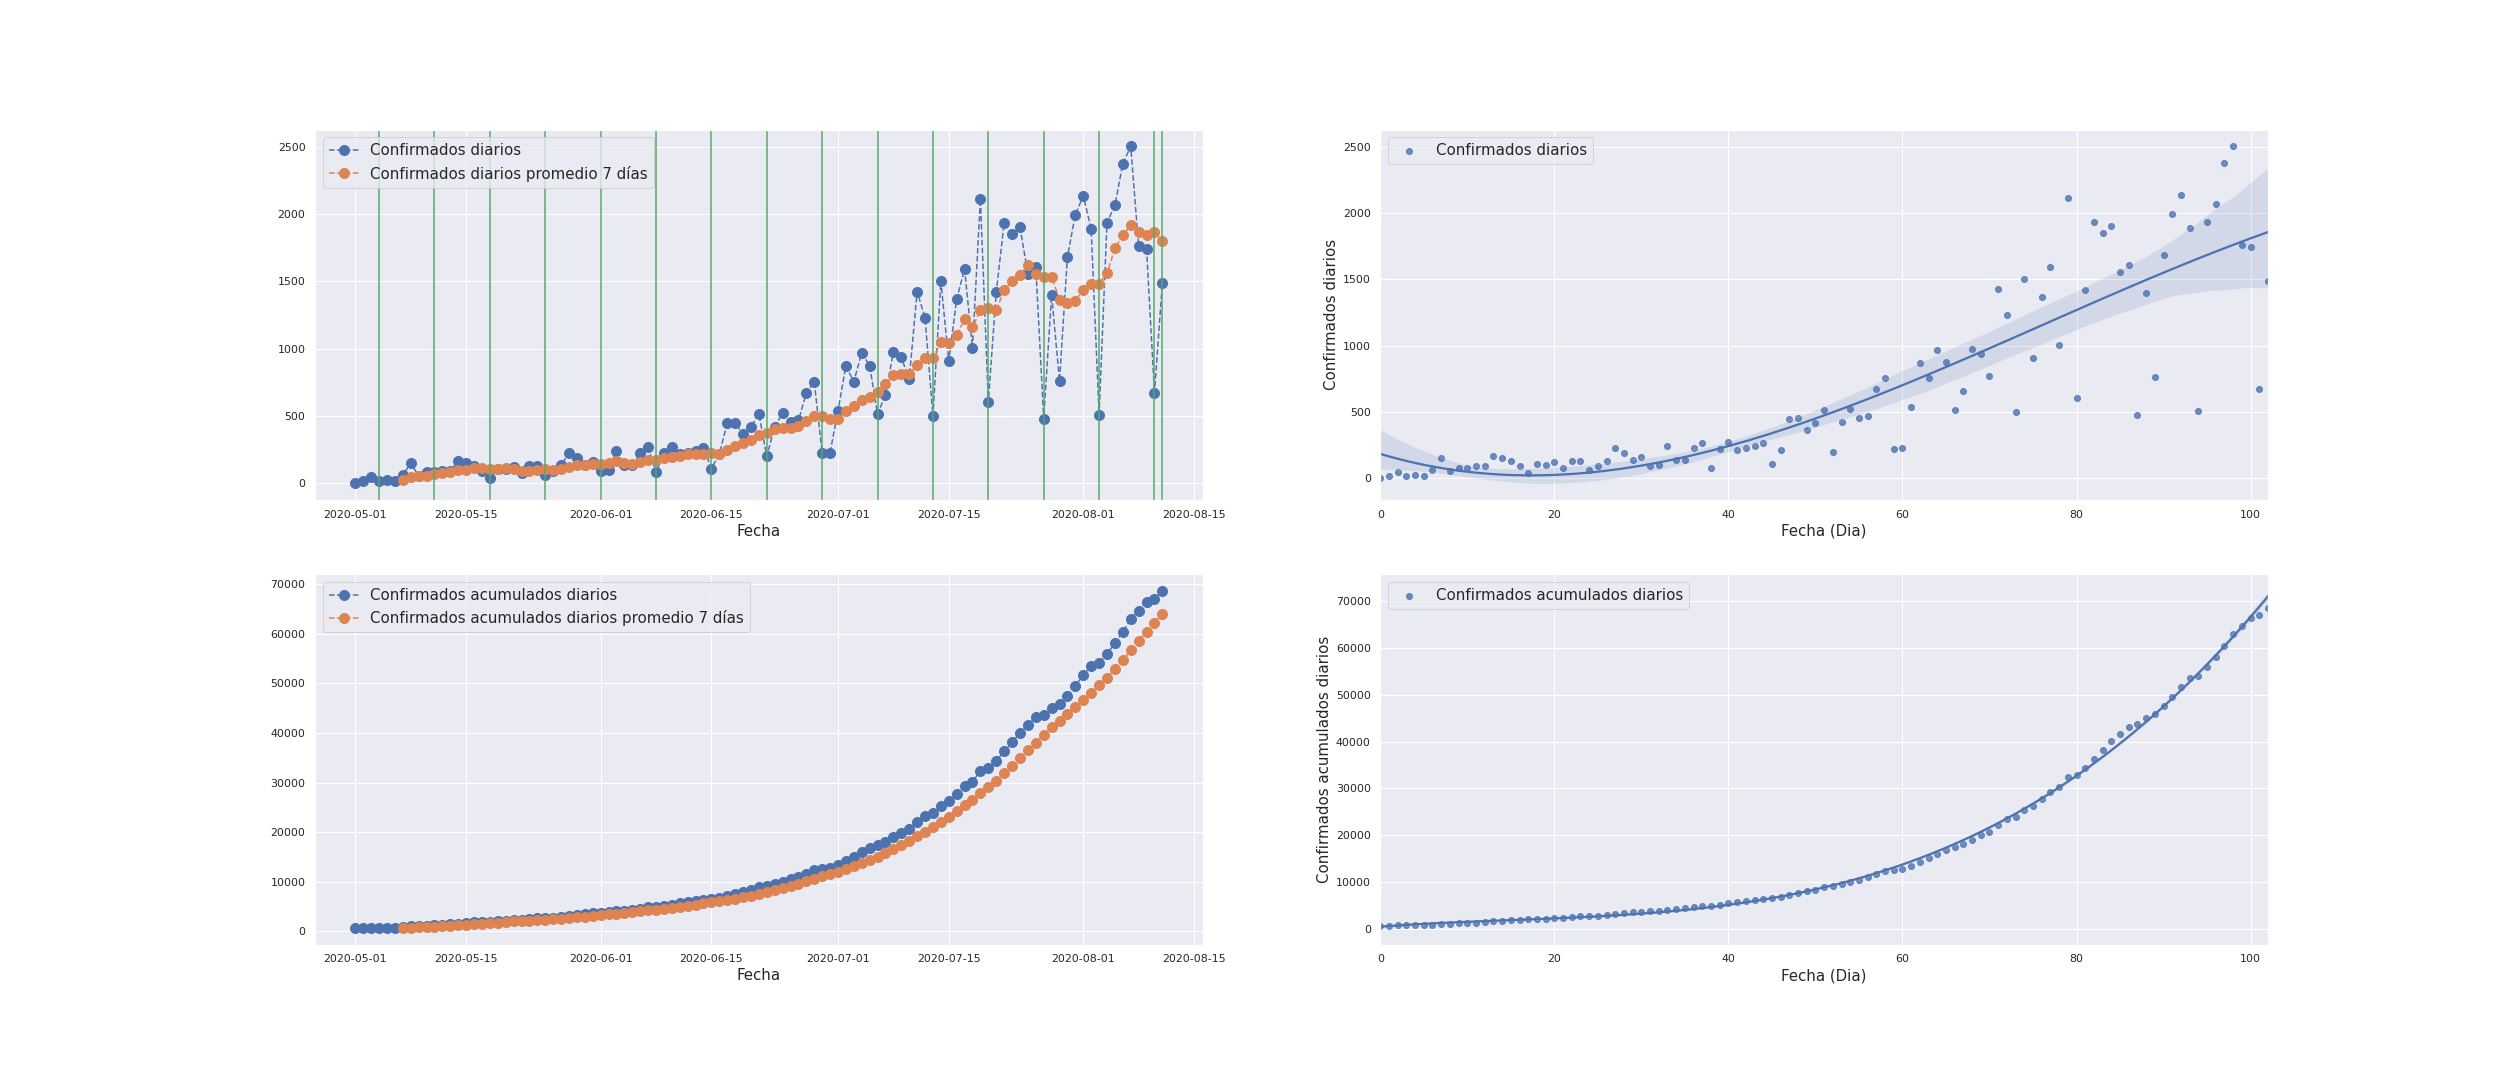 Confirmados diarios
Confirmados diarios promedio 7 días
2500
2000
1500
1000
500
0
2020-05-01 2020-05-15 2020-06-01 2020-06-15 2020-07-01 2020-07-15 2020-08-01 2020-08-15
Fecha
Confirmados diarios
Confirmados diarios
2500
2000
1500
1000
500
0
0 20 40 60 80 100
Fecha (Dia)
Confirmados acumulados diarios
Confirmados acumulados diarios promedio 7 días
70000
60000
50000
40000
30000
20000
10000
0
2020-05-01 2020-05-15 2020-06-01 2020-06-15 2020-07-01 2020-07-15 2020-08-01 2020-08-15
Fecha
Confirmados acumulados diarios
Confirmados acumulados diarios
70000
60000
50000
40000
30000
20000
10000
0
0 20 40 60 80 100
Fecha (Dia)